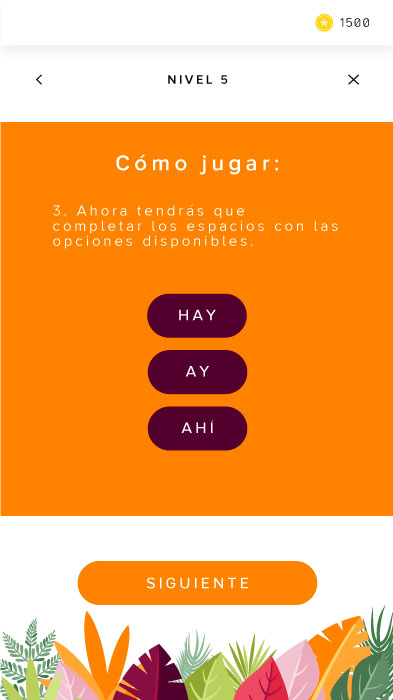 1500
NIVEL 5
Cómo jugar:
3. Ahora tendrás que
completar los espacios con las
opciones disponibles.
HAY
AY
AHÍ
SIGUIENTE